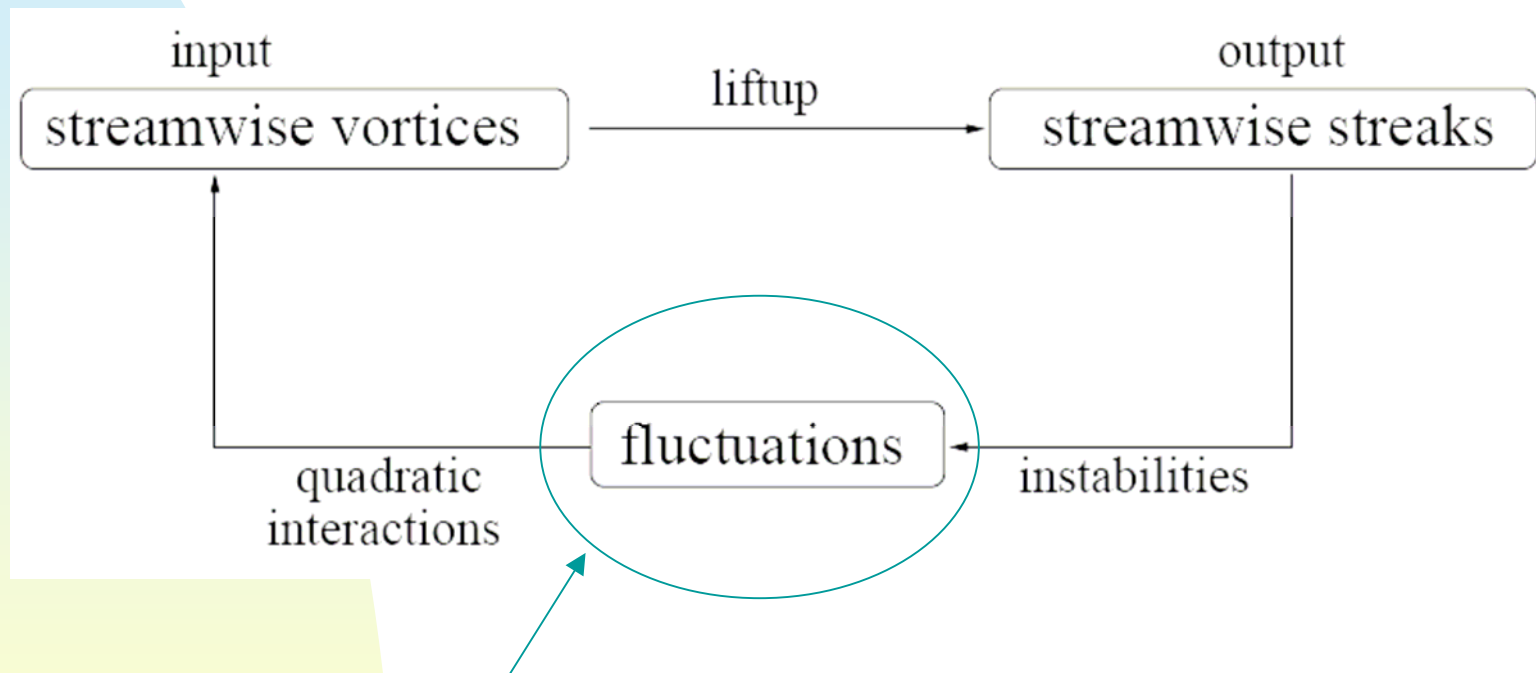 input
streamwise vortices
liftup
output
streamwise streaks
fluctuations
quadratic
interactions
instabilities